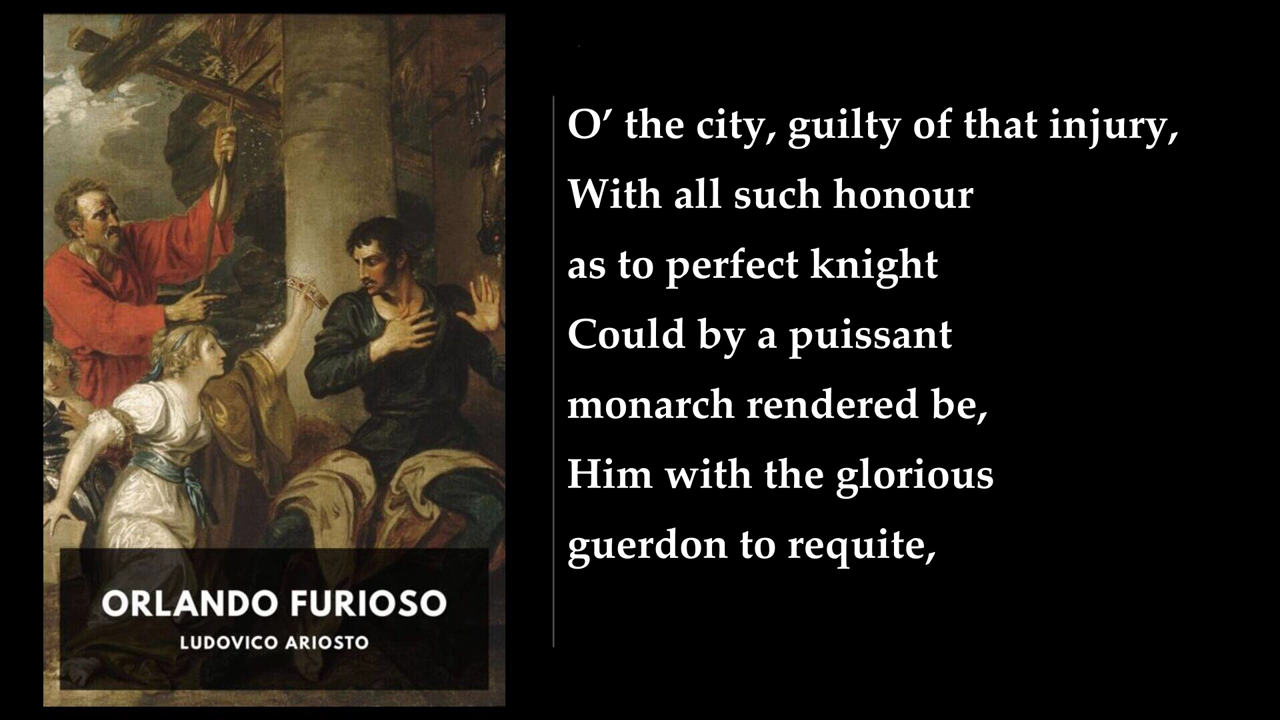 ORLANDO FURIOSO
LUDOVICO ARIOSTO
O’ the city, guilty of that injury,
With all such honour
as to perfect knight
Could by a puissant
monarch rendered be,
Him with the glorious
guerdon to requite,